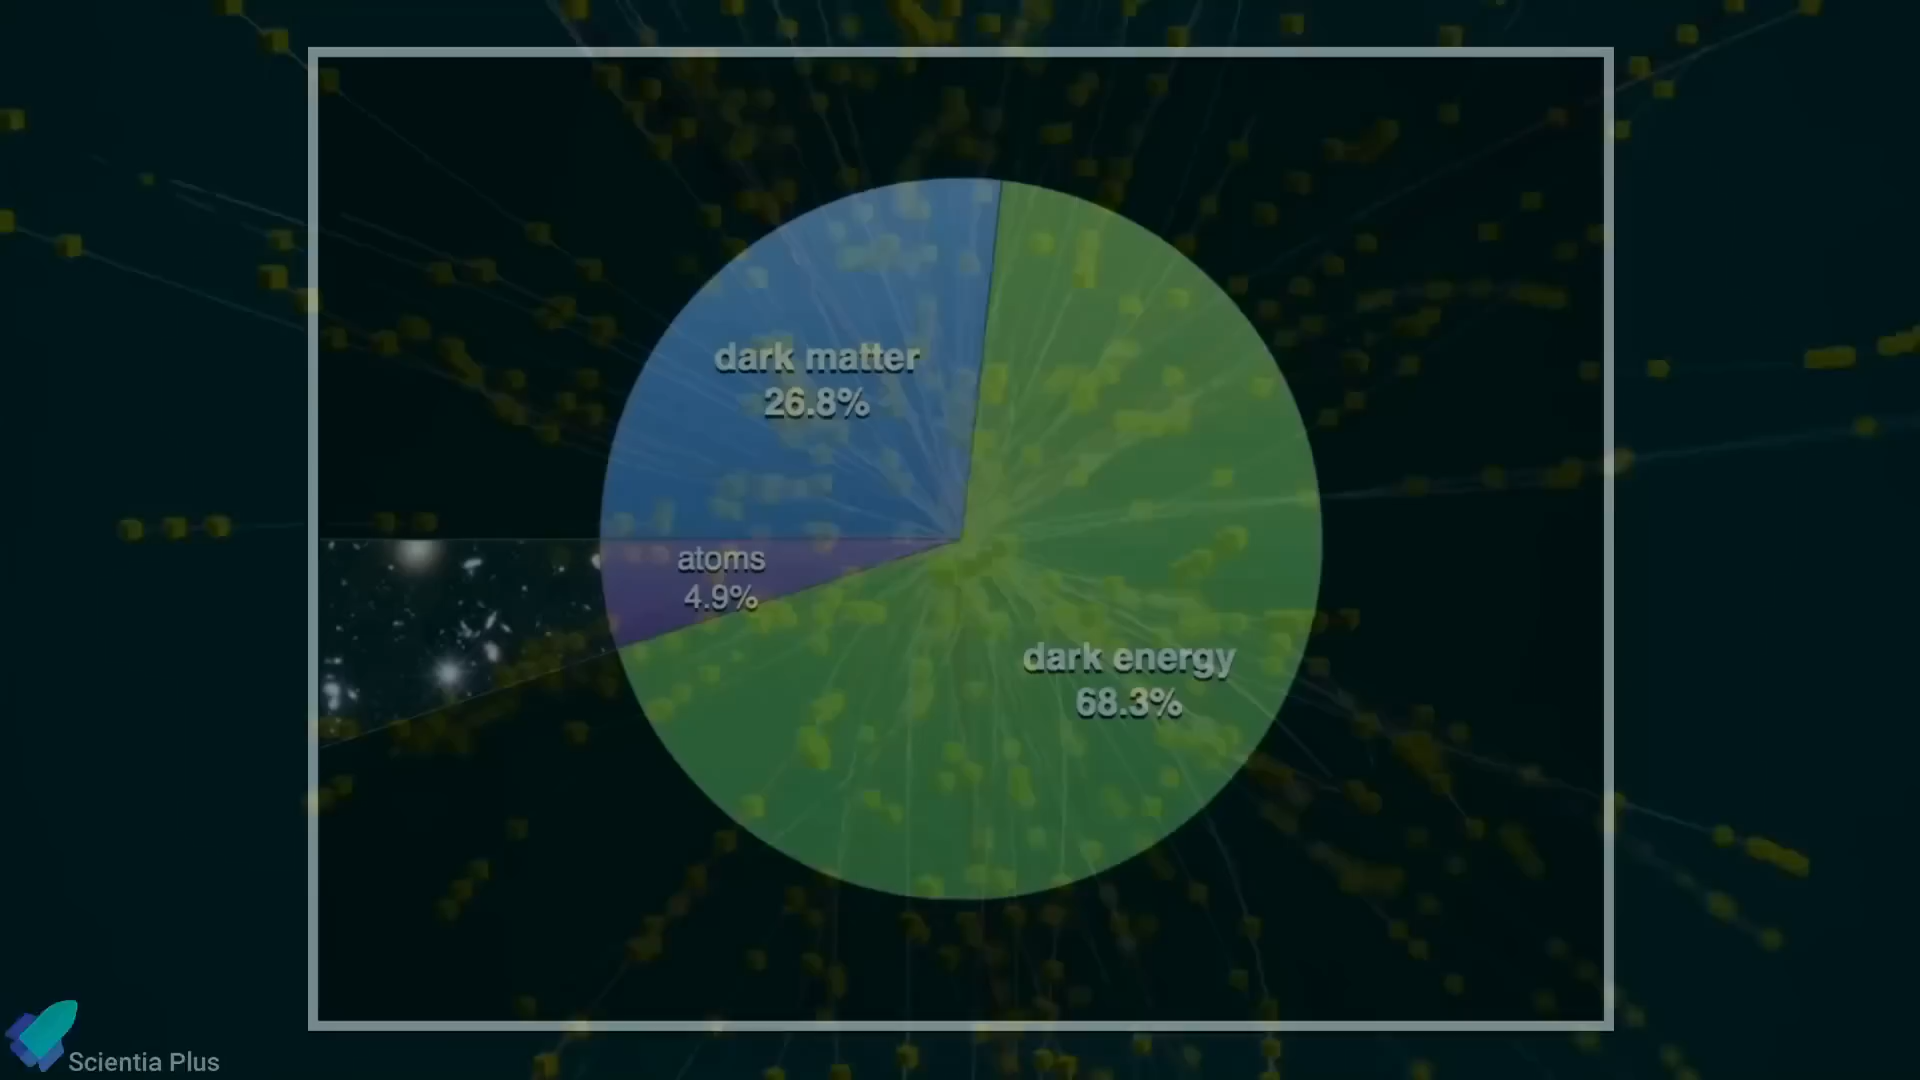 dark matter
26.8%
atoms
4.9%
dark energy
68.3%
Scientia Plus